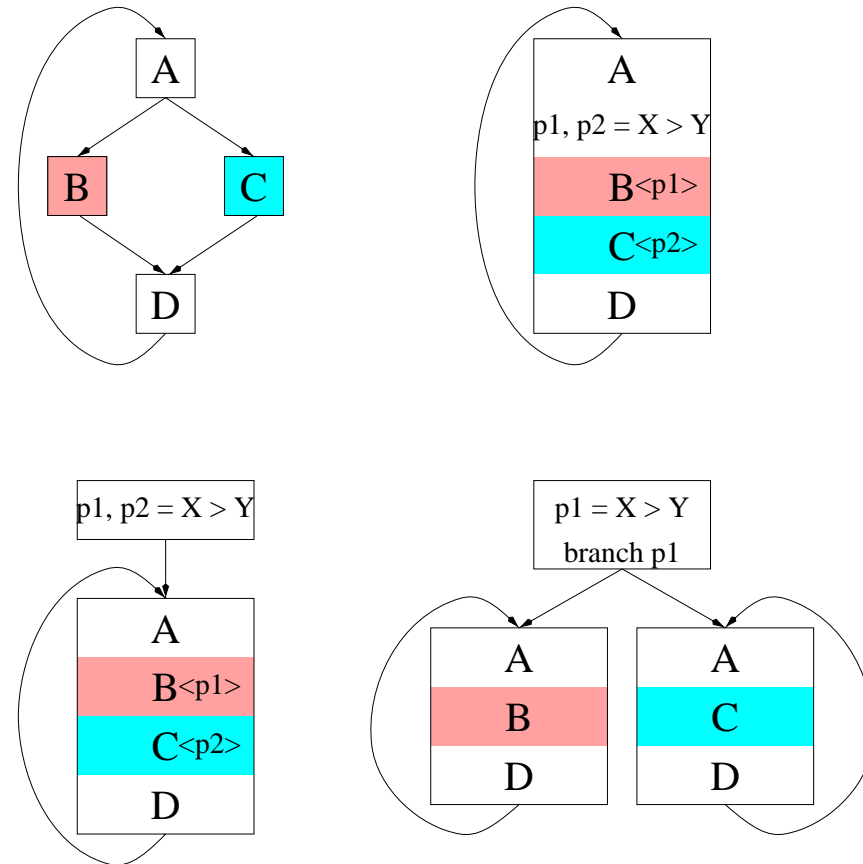 A
B C
D
A
p1, p2 = X > Y
B<p1>
C<p2>
D
p1, p2 = X > Y
A
B<p1>
C<p2>
D
p1 = X > Y
branch p1
A
B
D
A
C
D